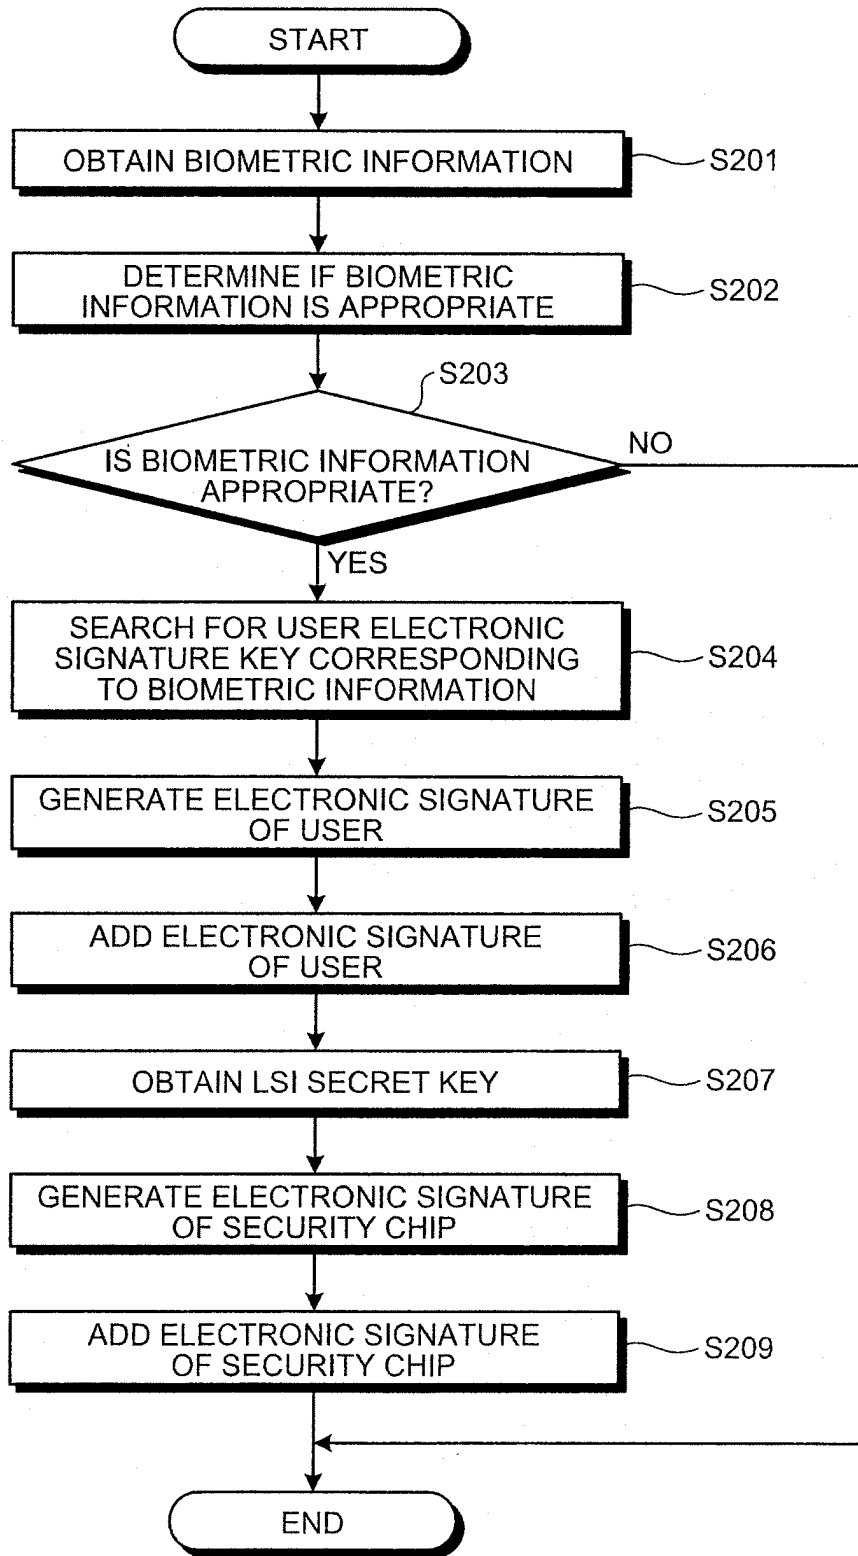 START
OBTAIN BIOMETRIC INFORMATION
S201
DETERMINE IF BIOMETRIC
INFORMATION IS APPROPRIATE
S202
S203
IS BIOMETRIC INFORMATION
APPROPRIATE?
NO
YES
SEARCH FOR USER ELECTRONIC
SIGNATURE KEY CORRESPONDING
TO BIOMETRIC INFORMATION
S204
GENERATE ELECTRONIC SIGNATURE
OF USER
S205
ADD ELECTRONIC SIGNATURE
OF USER
S206
OBTAIN LSI SECRET KEY
S207
GENERATE ELECTRONIC SIGNATURE
OF SECURITY CHIP
S208
ADD ELECTRONIC SIGNATURE
OF SECURITY CHIP
S209
END